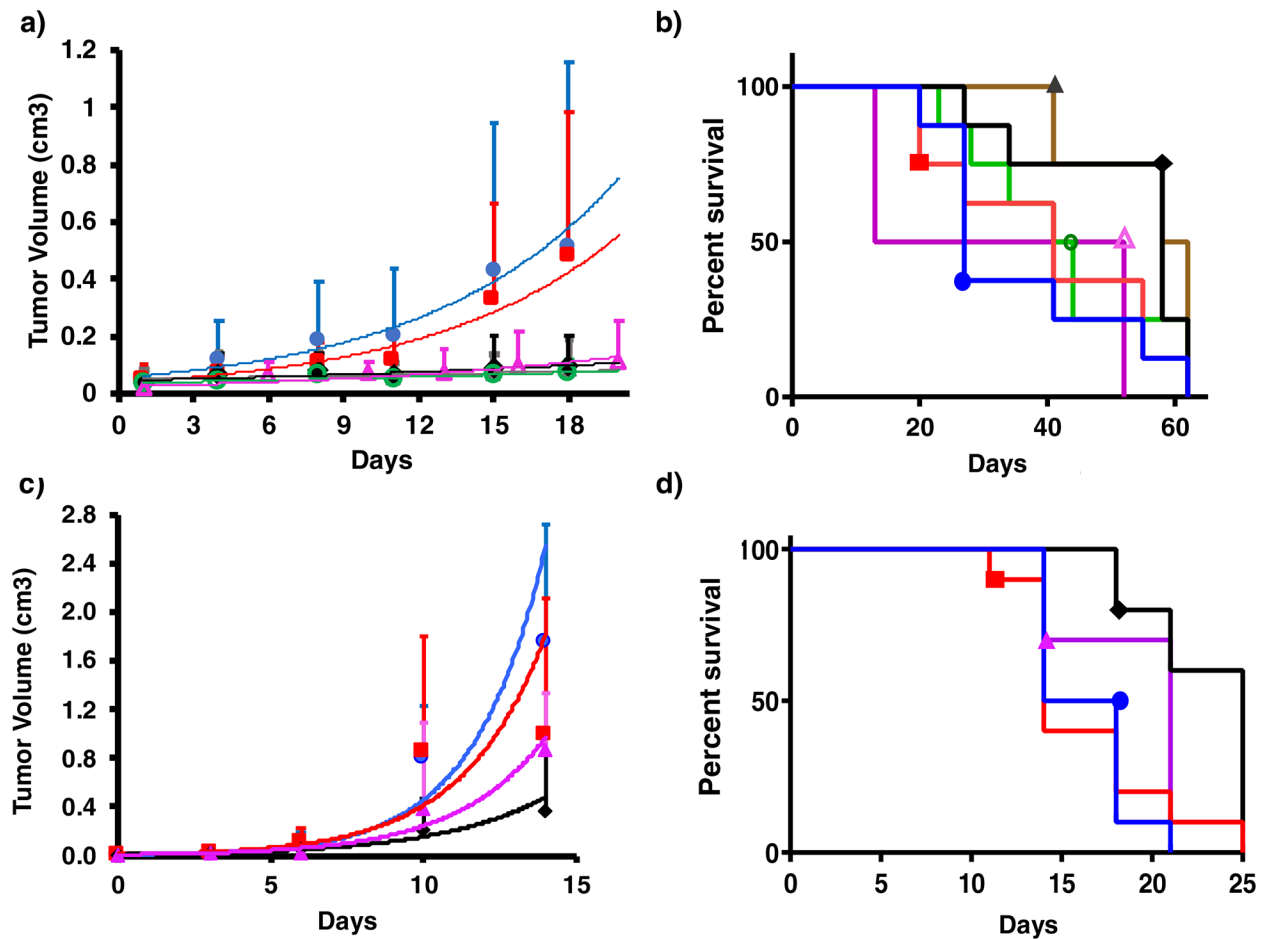 a)
Tumor Volume (cm3)
1.2
1
0.8
0.6
0.4
0.2
0
0 3 6 9 12 15 18
Days
b)
Percent survival
100
50
0
0 20 40 60
Days
c)
Tumor Volume (cm3)
2.8
2.4
2.0
1.6
1.2
0.8
0.4
0.0
0 5 10 15
Days
d)
Percent survival
100
50
0
0 5 10 15 20 25
Days